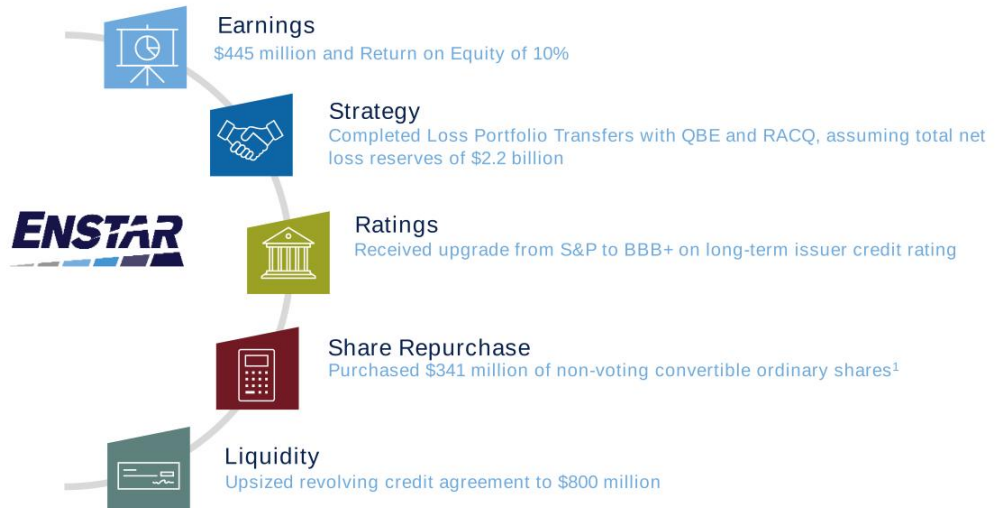 Earnings
$445 million and Return on Equity of 10%
Strategy
Completed Loss Portfolio Transfers with QBE and RACQ, assuming total net
loss reserves of $2.2 billion
ENSTAR
Ratings
Received upgrade from S&P to BBB+ on long-term issuer credit rating
Share Repurchase
Purchased $341 million of non-voting convertible ordinary shares¹
Liquidity
Upsized revolving credit agreement to $800 million